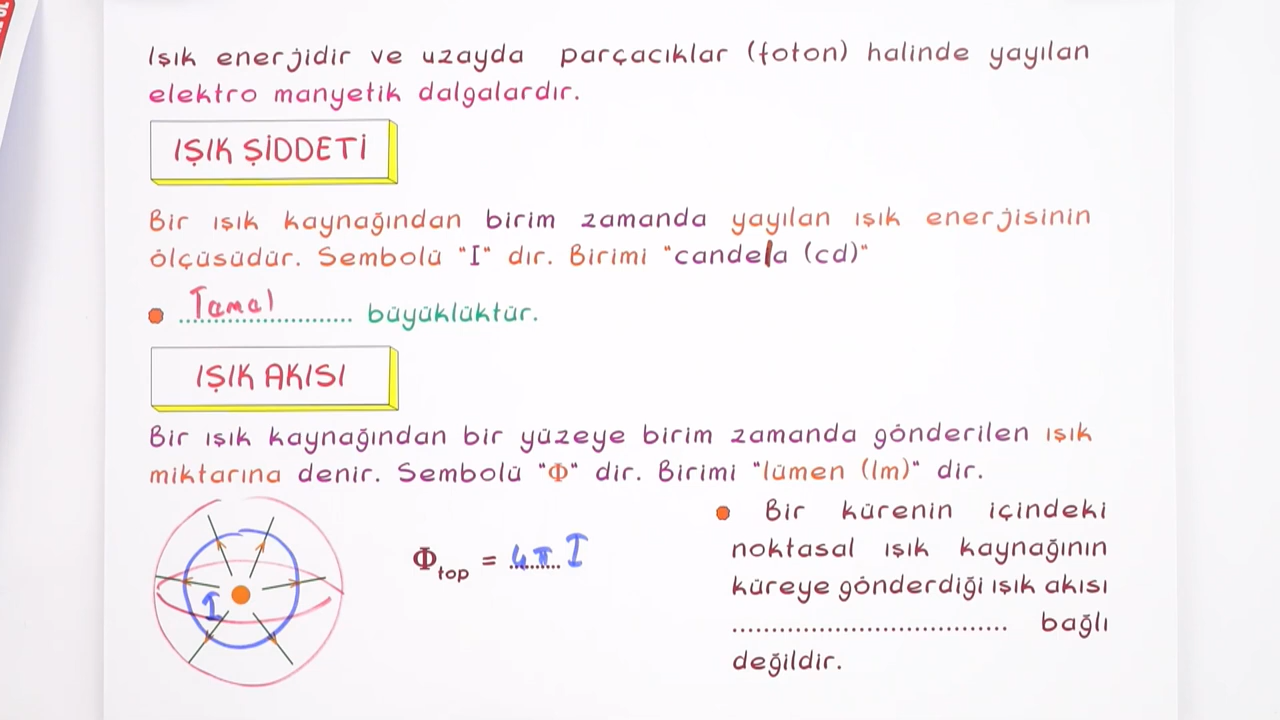 Işık enerjidir ve uzayda parçacıklar (foton) halinde yayılan
elektro manyetik dalgalardır.
IŞIK ŞİDDETİ
Bir ışık kaynağından birim zamanda yayılan ışık enerjisinin
ölçüsüdür. Sembolü "I" dır. Birimi "candela (cd)"
Temel
.......................... büyüklüktür.
IŞIK AKISI
Bir ışık kaynağından bir yüzeye birim zamanda gönderilen ışık
miktarına denir. Sembolü "Φ" dir. Birimi "lümen (lm)" dir.
I
Φtop = 4π I
Bir kürenin içindeki
noktasal ışık kaynağının
küreye gönderdiği ışık akısı
.................................. bağlı
değildir.